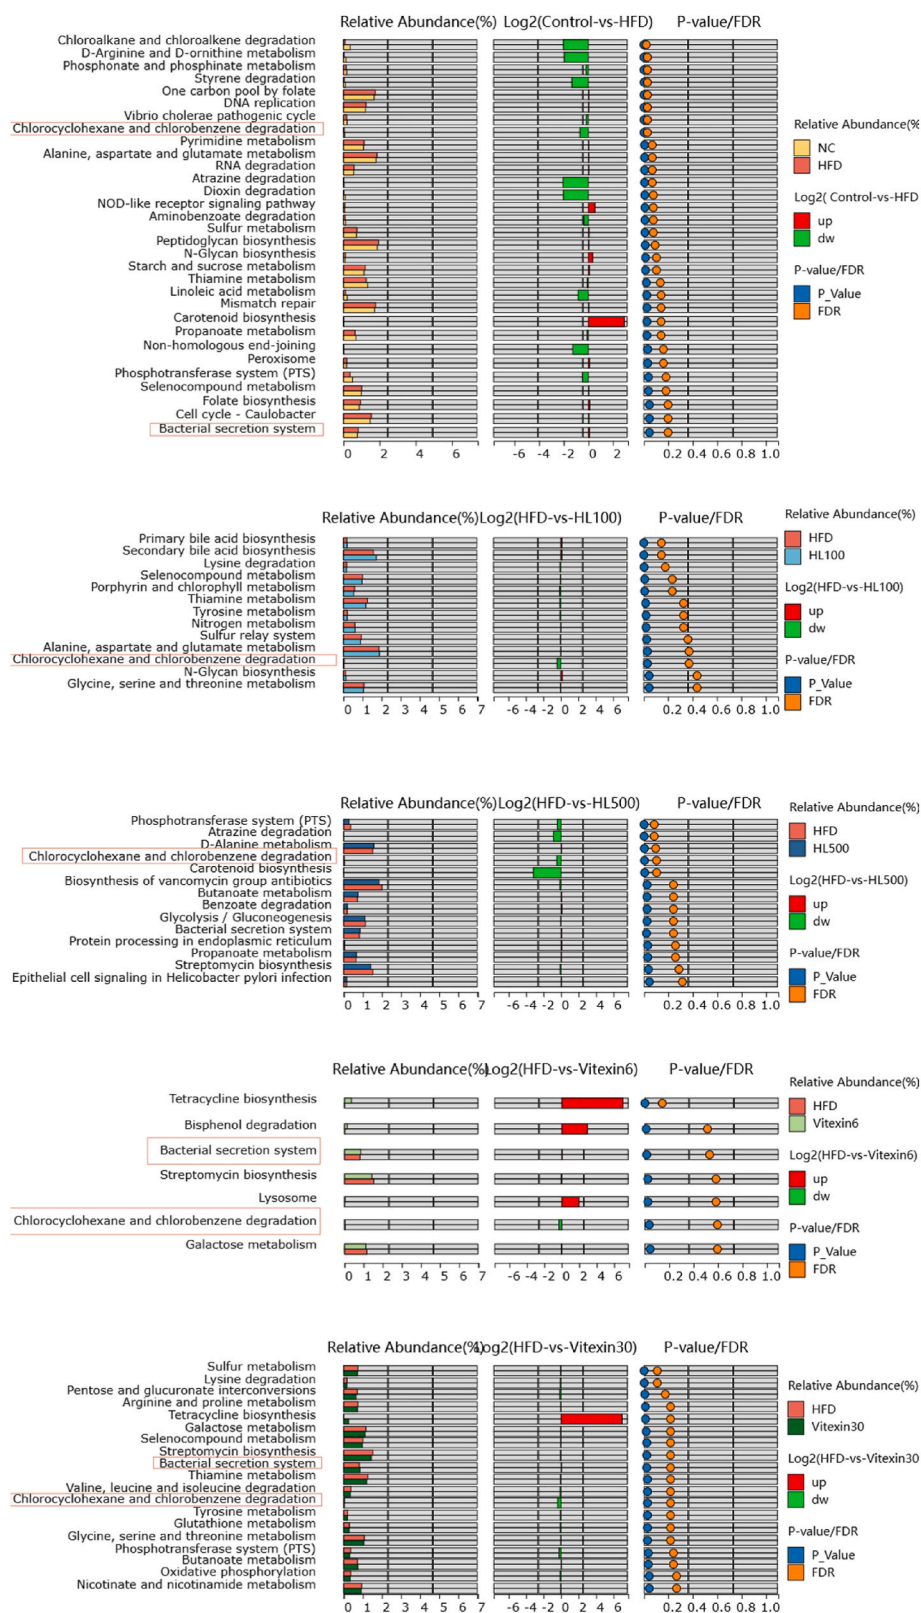 Relative Abundance(%) Log2(Control-vs-HFD) P-value/FDR
Chloroalkane and chloroalkene degradation
D-Arginine and D-ornithine metabolism
Phosphonate and phosphinate metabolism
Styrene degradation
One carbon pool by folate
DNA replication
Vibrio cholerae pathogenic cycle
Chlorocyclohexane and chlorobenzene degradation
Pyrimidine metabolism
Alanine, aspartate and glutamate metabolism
RNA degradation
Atrazine degradation
Dioxin degradation
NOD-like receptor signaling pathway
Aminobenzoate degradation
Sulfur metabolism
Peptidoglycan biosynthesis
N-Glycan biosynthesis
Starch and sucrose metabolism
Thiamine metabolism
Linoleic acid metabolism
Mismatch repair
Carotenoid biosynthesis
Propanoate metabolism
Non-homologous end-joining
Peroxisome
Phosphotransferase system (PTS)
Selenocompound metabolism
Folate biosynthesis
Cell cycle - Caulobacter
Bacterial secretion system
0 2 4 6 -6 -4 -2 0 2 0.2 0.4 0.6 0.8 1.0
Relative Abundance(%
NC
HFD
Log2( Control-vs-HFD
up
dw
P-value/FDR
P_Value
FDR
Relative Abundance(%) Log2(HFD-vs-HL100) P-value/FDR
Primary bile acid biosynthesis
Secondary bile acid biosynthesis
Lysine degradation
Selenocompound metabolism
Porphyrin and chlorophyll metabolism
Thiamine metabolism
Tyrosine metabolism
Nitrogen metabolism
Sulfur relay system
Alanine, aspartate and glutamate metabolism
Chlorocyclohexane and chlorobenzene degradation
N-Glycan biosynthesis
Glycine, serine and threonine metabolism
0 1 2 3 4 5 6 7 -6 -4 -2 0 2 4 6 0.2 0.4 0.6 0.8 1.0
Relative Abundance(%)
HFD
HL100
Log2(HFD-vs-HL100)
up
dw
P-value/FDR
P_Value
FDR
Relative Abundance(%) Log2(HFD-vs-HL500) P-value/FDR
Phosphotransferase system (PTS)
Atrazine degradation
D-Alanine metabolism
Chlorocyclohexane and chlorobenzene degradation
Carotenoid biosynthesis
Biosynthesis of vancomycin group antibiotics
Butanoate metabolism
Benzoate degradation
Glycolysis / Gluconeogenesis
Bacterial secretion system
Protein processing in endoplasmic reticulum
Propanoate metabolism
Streptomycin biosynthesis
Epithelial cell signaling in Helicobacter pylori infection
0 1 2 3 4 5 6 7 -6 -4 -2 0 2 4 6 0.2 0.4 0.6 0.8 1.0
Relative Abundance(%
HFD
HL500
Log2(HFD-vs-HL500)
up
dw
P-value/FDR
P_Value
FDR
Relative Abundance(%) Log2(HFD-vs-Vitexin6) P-value/FDR
Tetracycline biosynthesis
Bisphenol degradation
Bacterial secretion system
Streptomycin biosynthesis
Lysosome
Chlorocyclohexane and chlorobenzene degradation
Galactose metabolism
0 1 2 3 4 5 6 7 -6 -4 -2 0 2 4 6 0.2 0.4 0.6 0.8 1.0
Relative Abundance(%)
HFD
Vitexin6
Log2(HFD-vs-Vitexin6)
up
dw
P-value/FDR
P_Value
FDR
Relative Abundance(%) Log2(HFD-vs-Vitexin30) P-value/FDR
Sulfur metabolism
Lysine degradation
Pentose and glucuronate interconversions
Arginine and proline metabolism
Tetracycline biosynthesis
Galactose metabolism
Selenocompound metabolism
Streptomycin biosynthesis
Bacterial secretion system
Thiamine metabolism
Valine, leucine and isoleucine degradation
Chlorocyclohexane and chlorobenzene degradation
Tyrosine metabolism
Glutathione metabolism
Glycine, serine and threonine metabolism
Phosphotransferase system (PTS)
Butanoate metabolism
Oxidative phosphorylation
Nicotinate and nicotinamide metabolism
0 1 2 3 4 5 6 7 -6 -4 -2 0 2 4 6 0.2 0.4 0.6 0.8 1.0
Relative Abundance(%)
HFD
Vitexin30
Log2(HFD-vs-Vitexin30
up
dw
P-value/FDR
P_Value
FDR